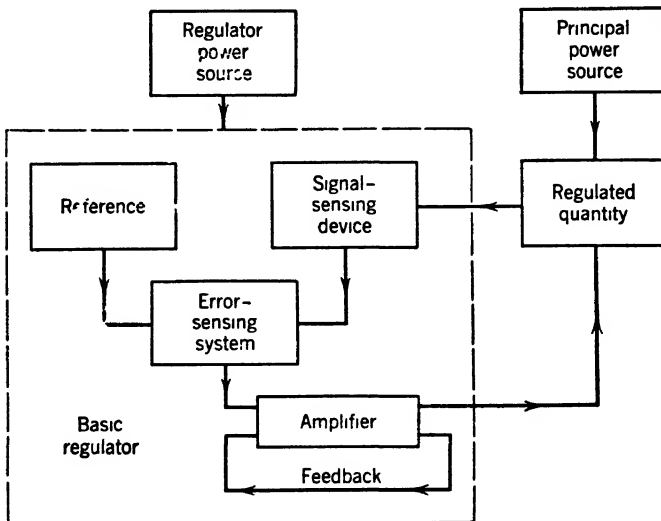 Regulator
power
source
Principal
power
source
Reference
Signal-
sensing
device
Regulated
quantity
Error-
sensing
system
Basic
regulator
Amplifier
Feedback